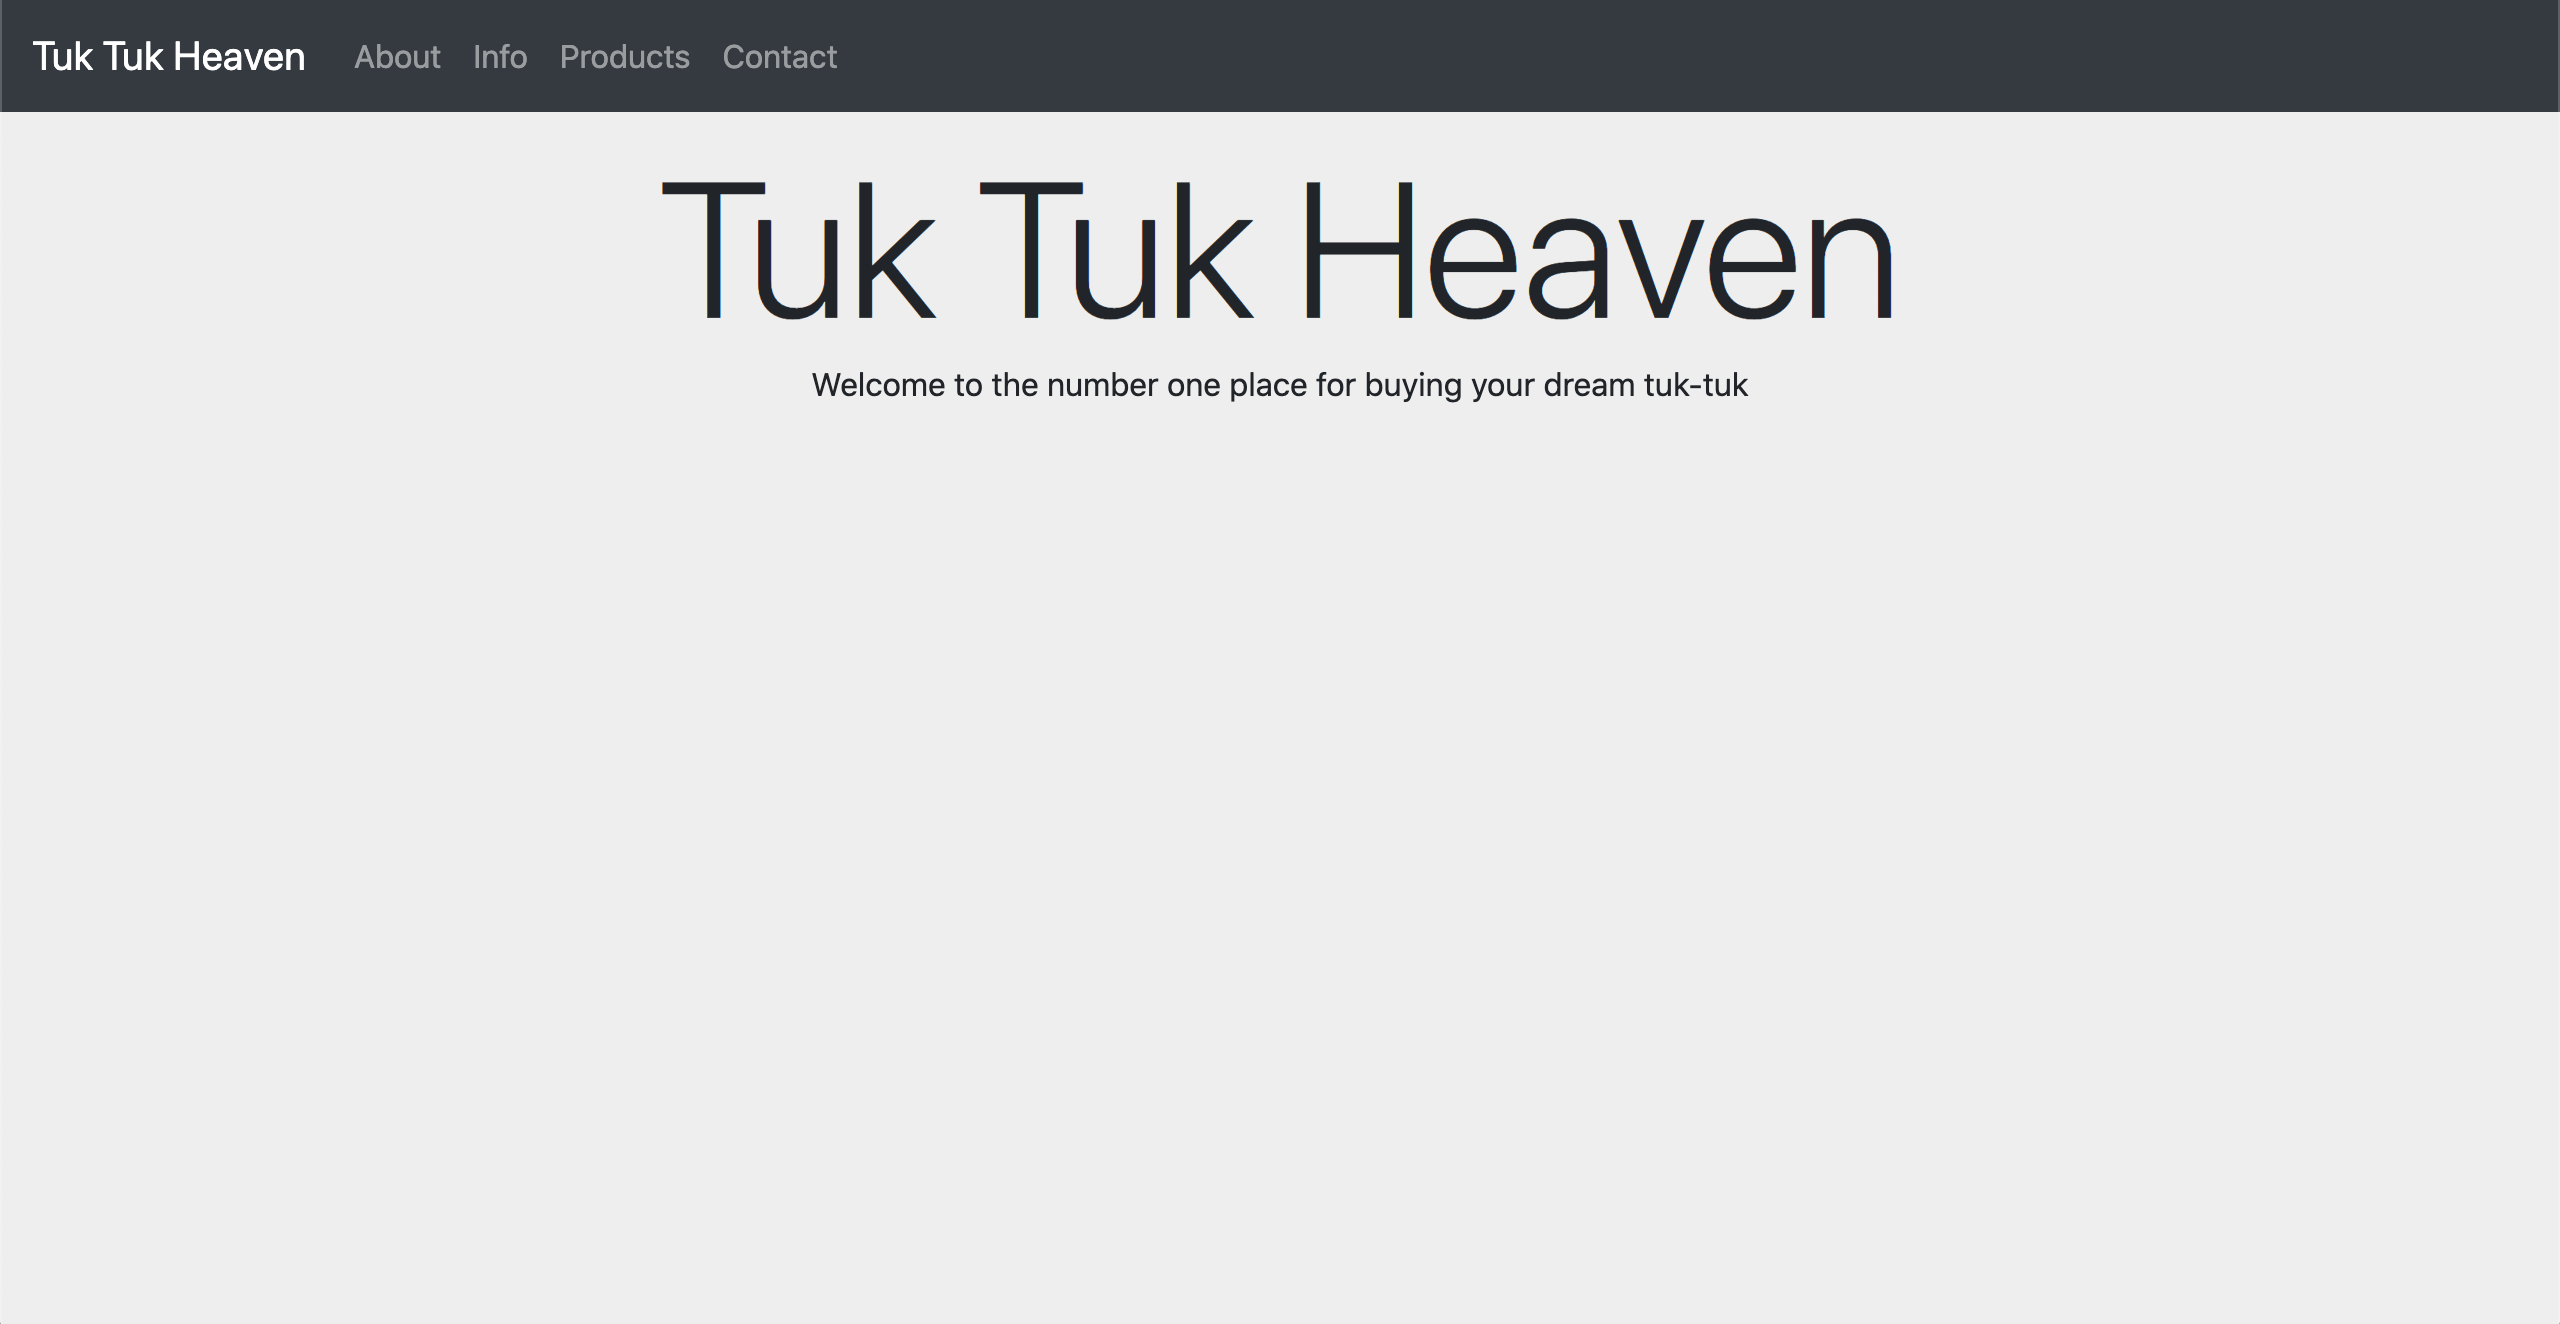 Tuk Tuk Heaven About Info Products Contact
Tuk Tuk Heaven
Welcome to the number one place for buying your dream tuk-tuk